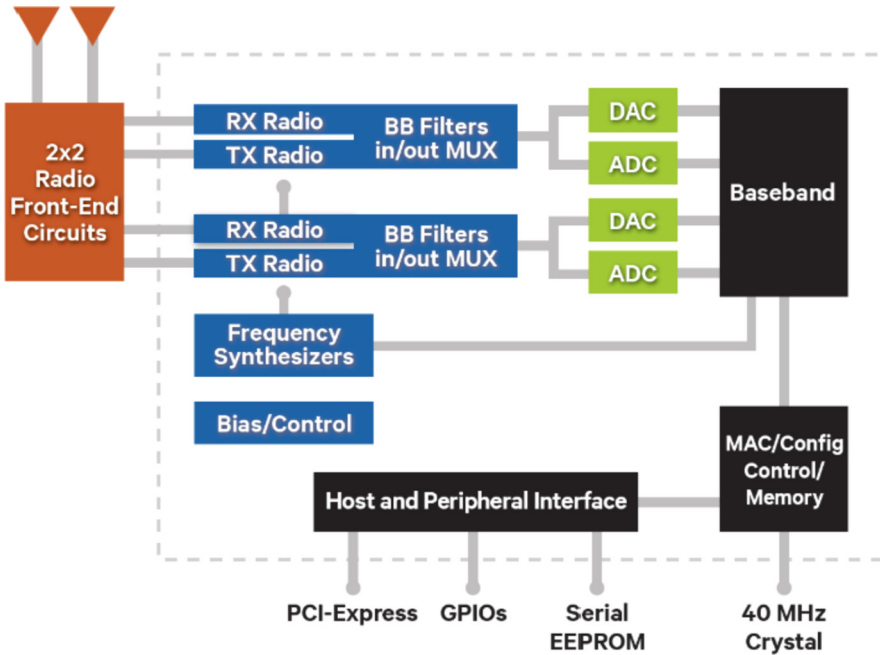 2x2
Radio
Front-End
Circuits
RX Radio
TX Radio
BB Filters
in/out MUX
DAC
ADC
RX Radio
TX Radio
BB Filters
in/out MUX
DAC
ADC
Baseband
Frequency
Synthesizers
Bias/Control
MAC/Config
Control/
Memory
Host and Peripheral Interface
PCI-Express
GPIOs
Serial
EEPROM
40 MHz
Crystal